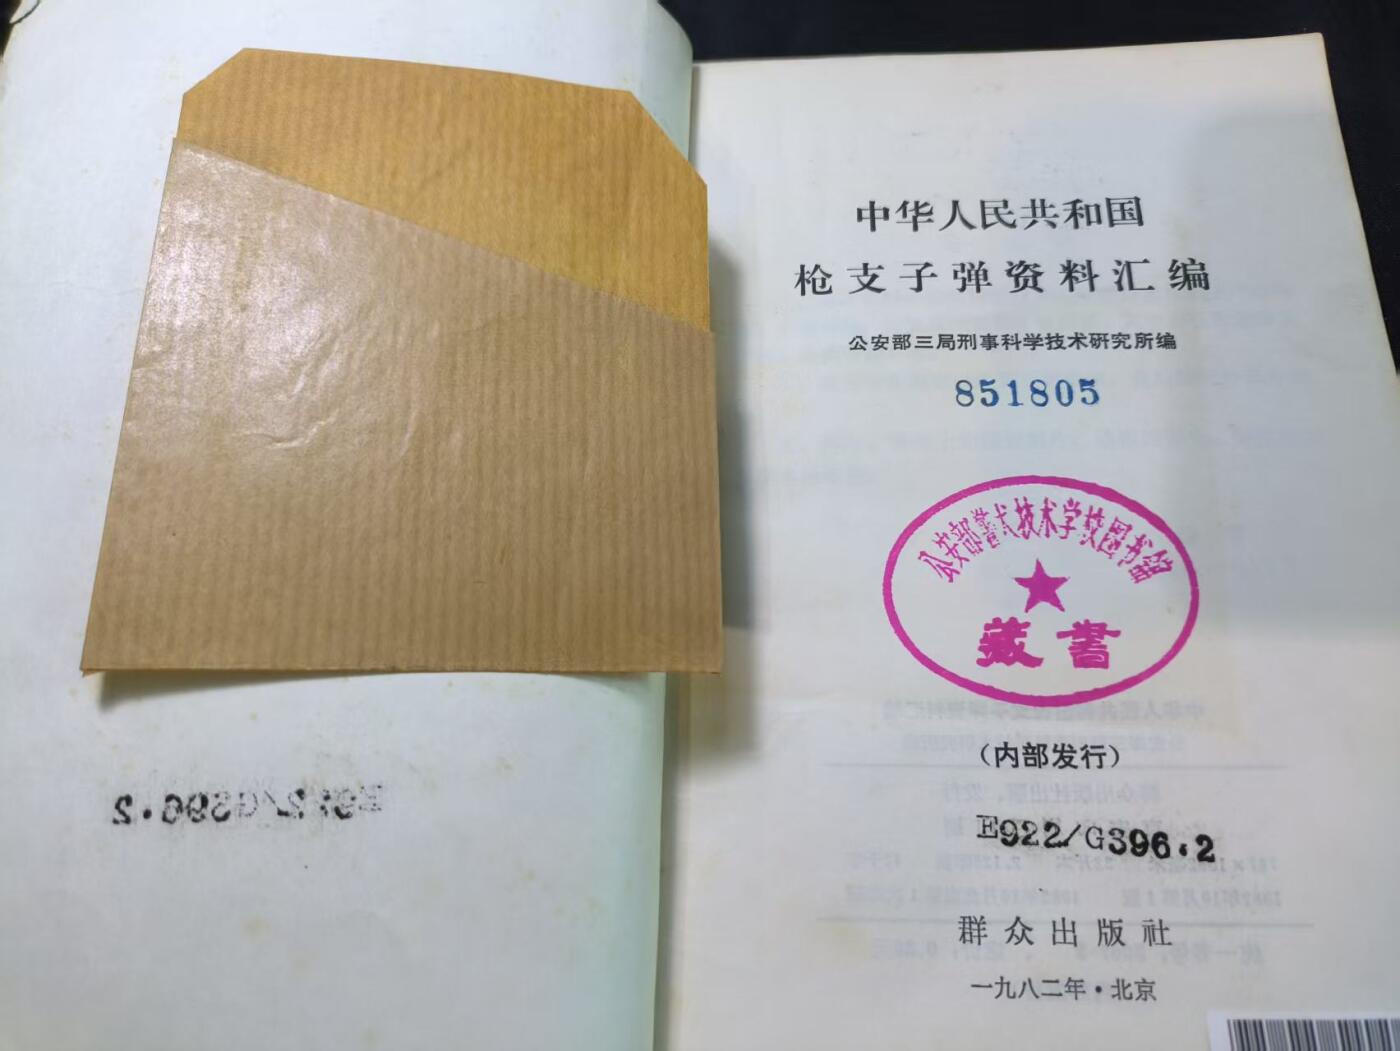 中华人民共和国
枪支子弹资料汇编
公安部三局刑事科学技术研究所编
851805
公安部警犬技术学校图书馆
藏書
(内部发行)
E922/G396.2
群众出版社
一九八二年·北京